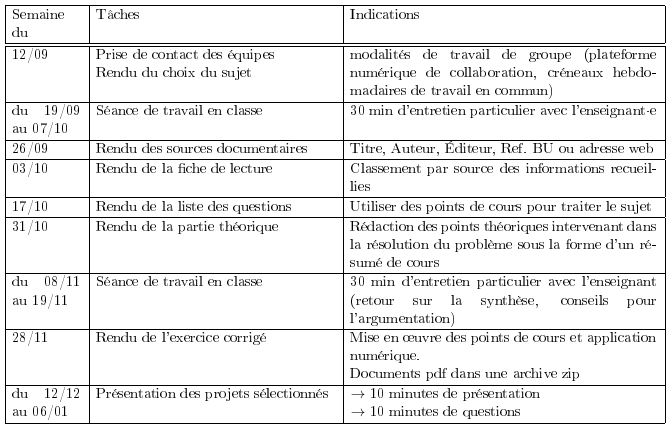 Semaine du
Tâches
Indications
12/09
Prise de contact des équipes
Rendu du choix du sujet
modalités de travail de groupe (plateforme
numérique de collaboration, créneaux hebdo-
madaires de travail en commun)
du 19/09
au 07/10
Séance de travail en classe
30 min d'entretien particulier avec l'enseignant·e
26/09
Rendu des sources documentaires
Titre, Auteur, Éditeur, Ref. BU ou adresse web
03/10
Rendu de la fiche de lecture
Classement par source des informations recueil-
lies
17/10
Rendu de la liste des questions
Utiliser des points de cours pour traiter le sujet
31/10
Rendu de la partie théorique
Rédaction des points théoriques intervenant dans
la résolution du problème sous la forme d'un ré-
sumé de cours
du 08/11
au 19/11
Séance de travail en classe
30 min d'entretien particulier avec l'enseignant
(retour sur la synthèse, conseils pour
l'argumentation)
28/11
Rendu de l'exercice corrigé
Mise en œuvre des points de cours et application
numérique.
Documents pdf dans une archive zip
du 12/12
au 06/01
Présentation des projets sélectionnés
→ 10 minutes de présentation
→ 10 minutes de questions